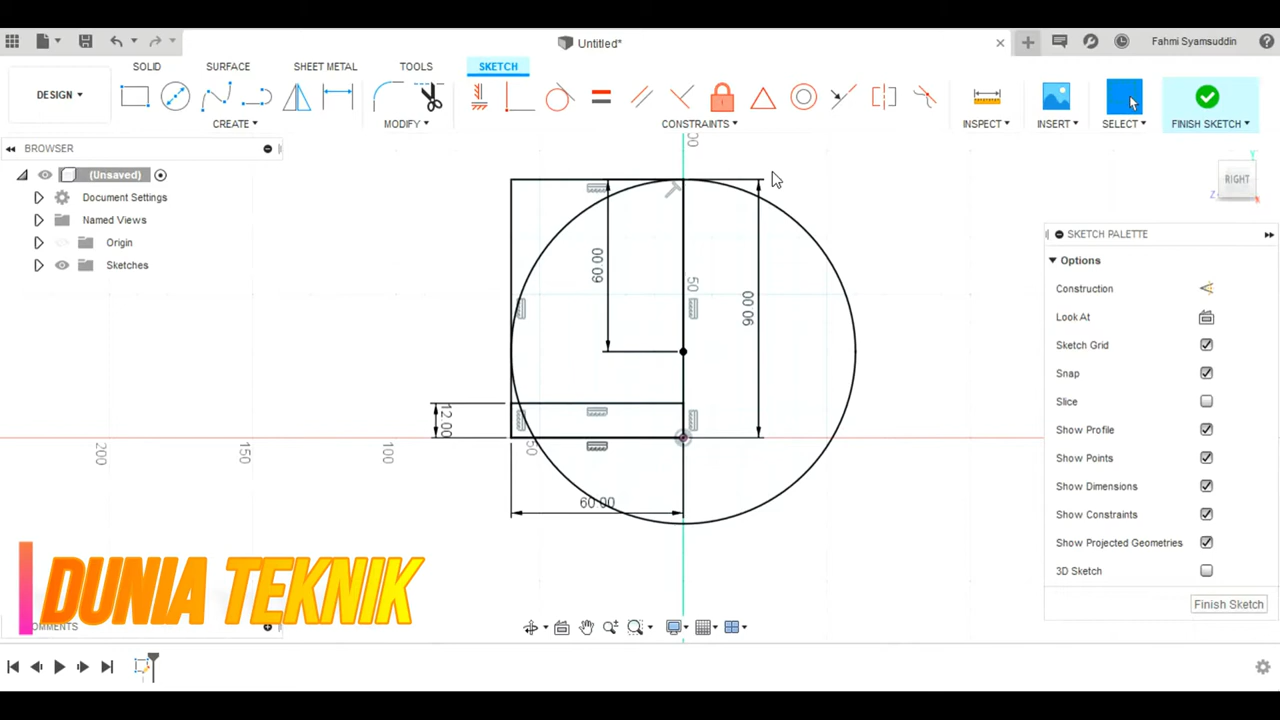 Untitled*
Fahmi Syamsuddin
DESIGN
SOLID
SURFACE
SHEET METAL
TOOLS
SKETCH
CREATE
MODIFY
CONSTRAINTS
INSPECT
INSERT
SELECT
FINISH SKETCH
BROWSER
(Unsaved)
Document Settings
Named Views
Origin
Sketches
RIGHT
Y
Z
X
SKETCH PALETTE
Options
Construction
Look At
Sketch Grid
Snap
Slice
Show Profile
Show Points
Show Dimensions
Show Constraints
Show Projected Geometries
3D Sketch
Finish Sketch
50
60.00
90.00
12.00
60.00
200
150
100
50
DUNIA TEKNIK